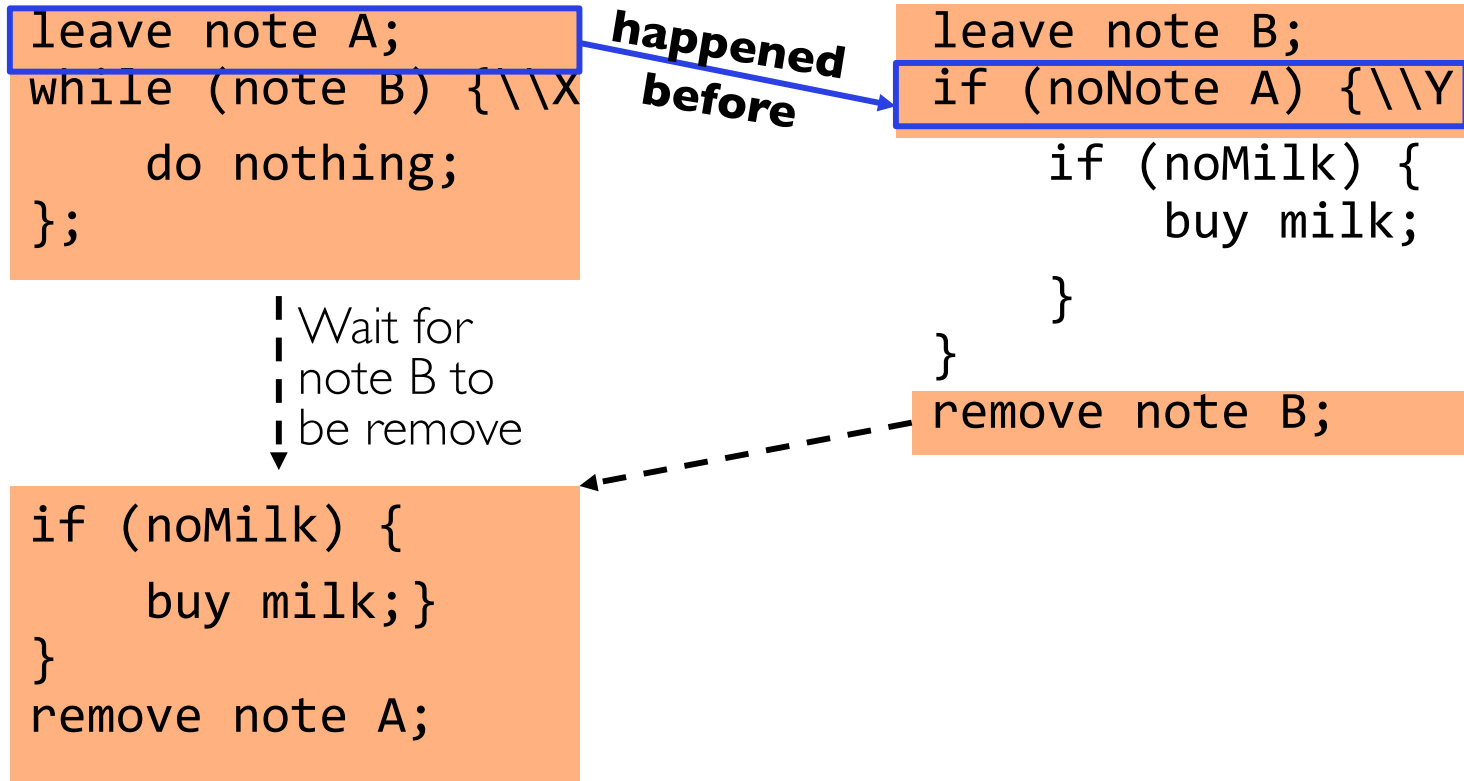 leave note A;
while (note B) {\\X
do nothing;
};
Wait for
note B to
be remove
if (noMilk) {
buy milk;}
}
remove note A;
happened
before
leave note B;
if (noNote A) {\\Y
if (noMilk) {
buy milk;
}
}
remove note B;